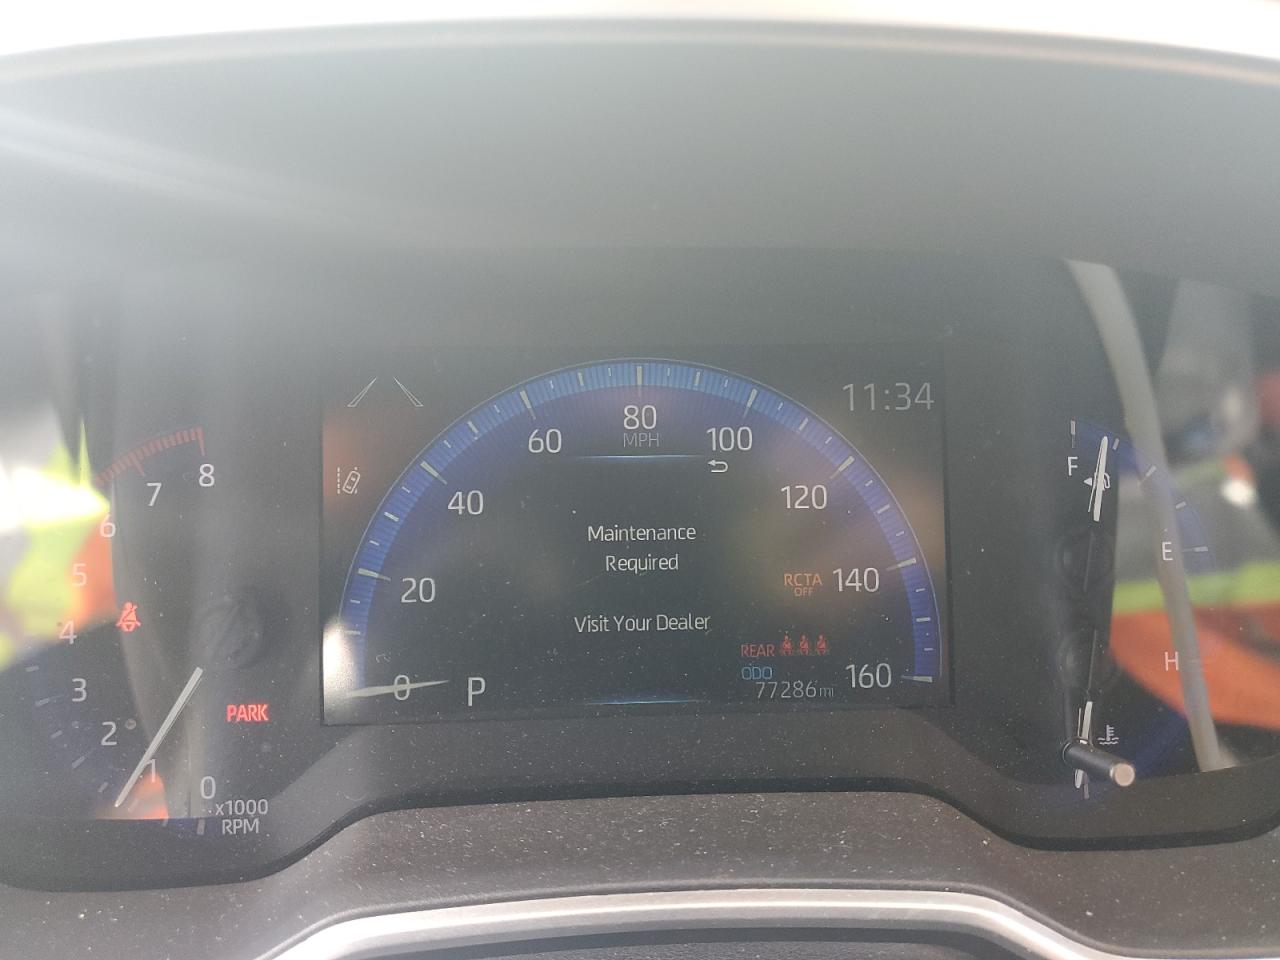 11:34
80
MPH
60
100
40
120
20
140
0
160
Maintenance
Required
Visit Your Dealer
RCTA
OFF
REAR
ODO
77286 mi
P
8
7
6
5
4
3
2
1
0
x1000
RPM
PARK
F
E
H